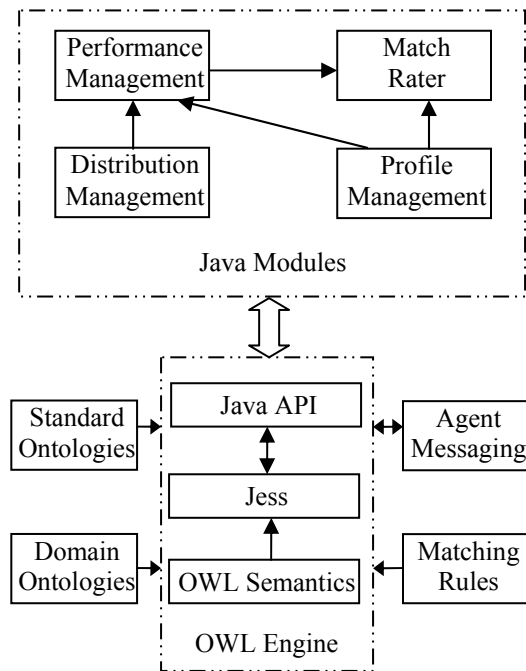 Performance
Management
Match
Rater
Distribution
Management
Profile
Management
Java Modules
Standard
Ontologies
Java API
Agent
Messaging
Jess
Domain
Ontologies
OWL Semantics
Matching
Rules
OWL Engine